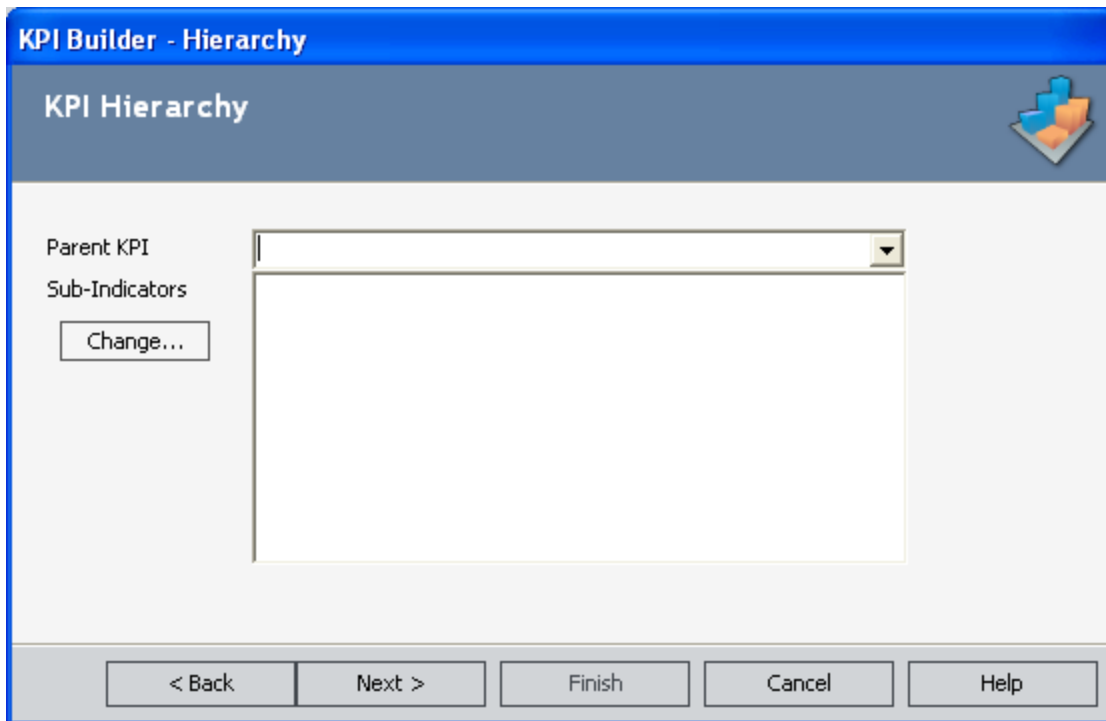 KPI Builder - Hierarchy
KPI Hierarchy
Parent KPI
Sub-Indicators
Change...
< Back Next > Finish Cancel Help